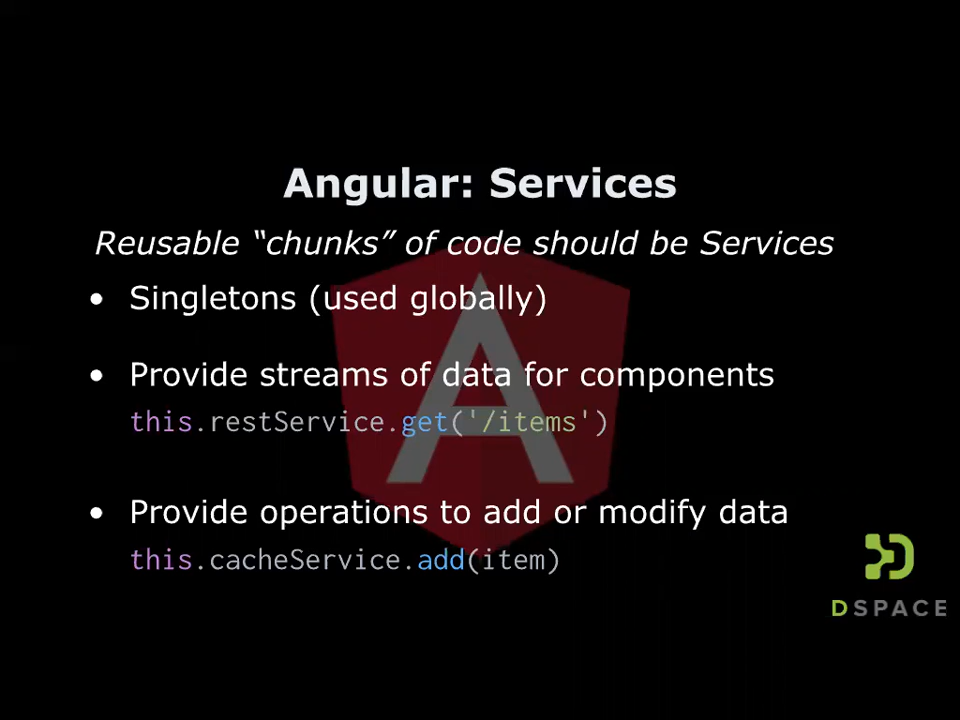 Angular: Services
Reusable “chunks” of code should be Services
• Singletons (used globally)
• Provide streams of data for components
this.restService.get('/items')
• Provide operations to add or modify data
this.cacheService.add(item)
DSPACE